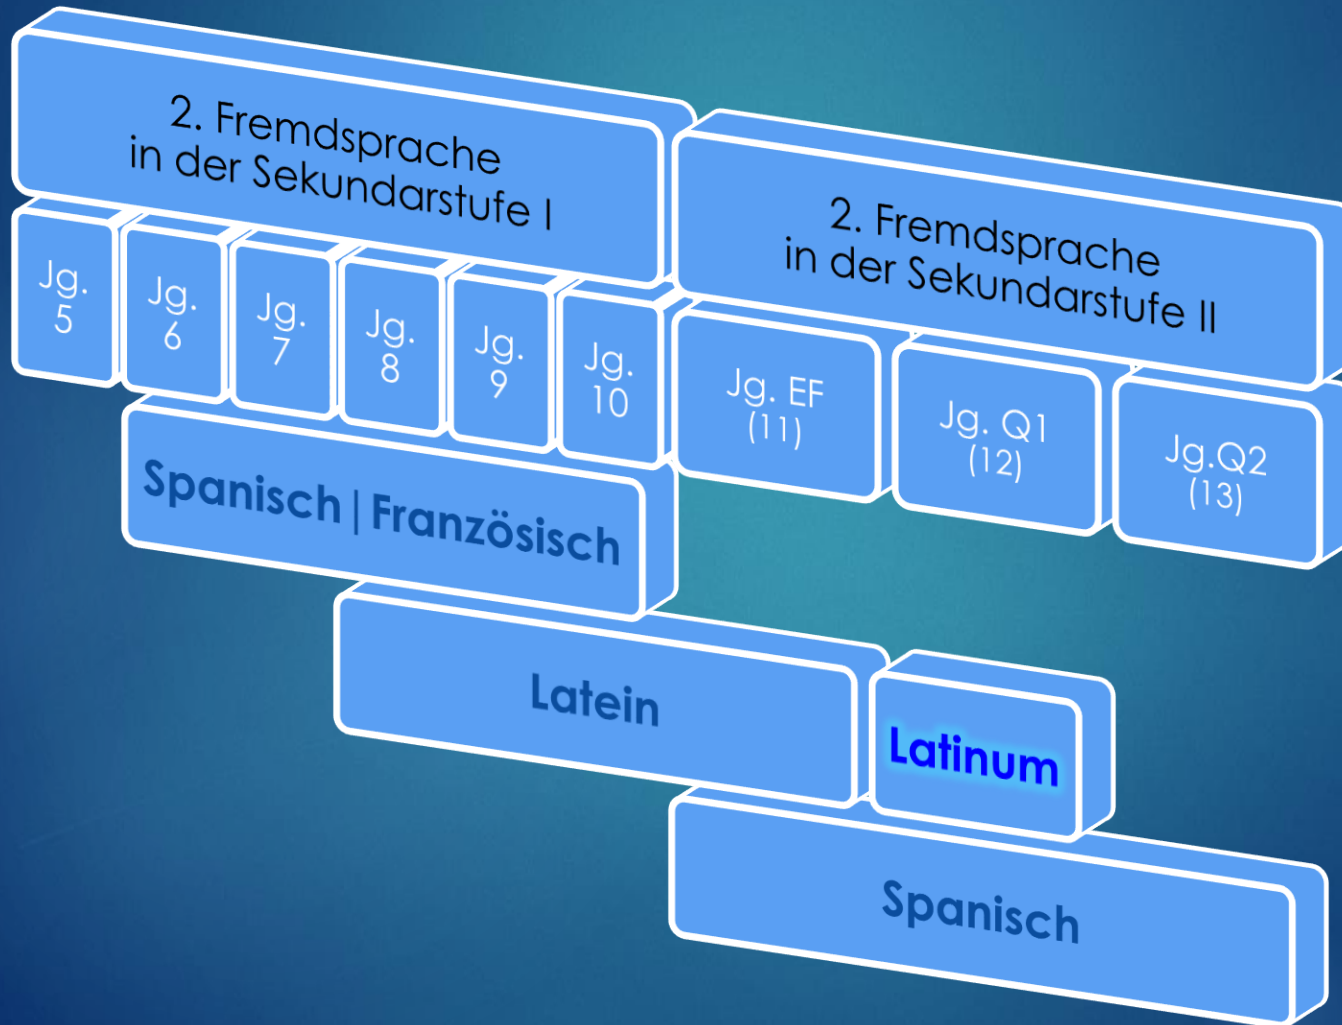 2. Fremdsprache
in der Sekundarstufe I
2. Fremdsprache
in der Sekundarstufe II
Jg.
5
Jg.
6
Jg.
7
Jg.
8
Jg.
9
Jg.
10
Jg. EF
(11)
Jg. Q1
(12)
Jg.Q2
(13)
Spanisch|Französisch
Latein
Latinum
Spanisch